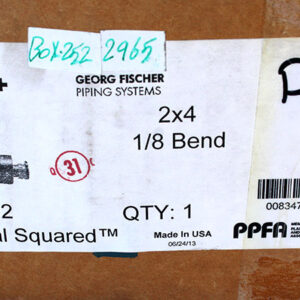 Box.252 2965
+GF+
GEORG FISCHER
PIPING SYSTEMS
2x4
1/8 Bend
31
2
QTY: 1
al Squared™
Made In USA
06/24/13
PPFA
00834